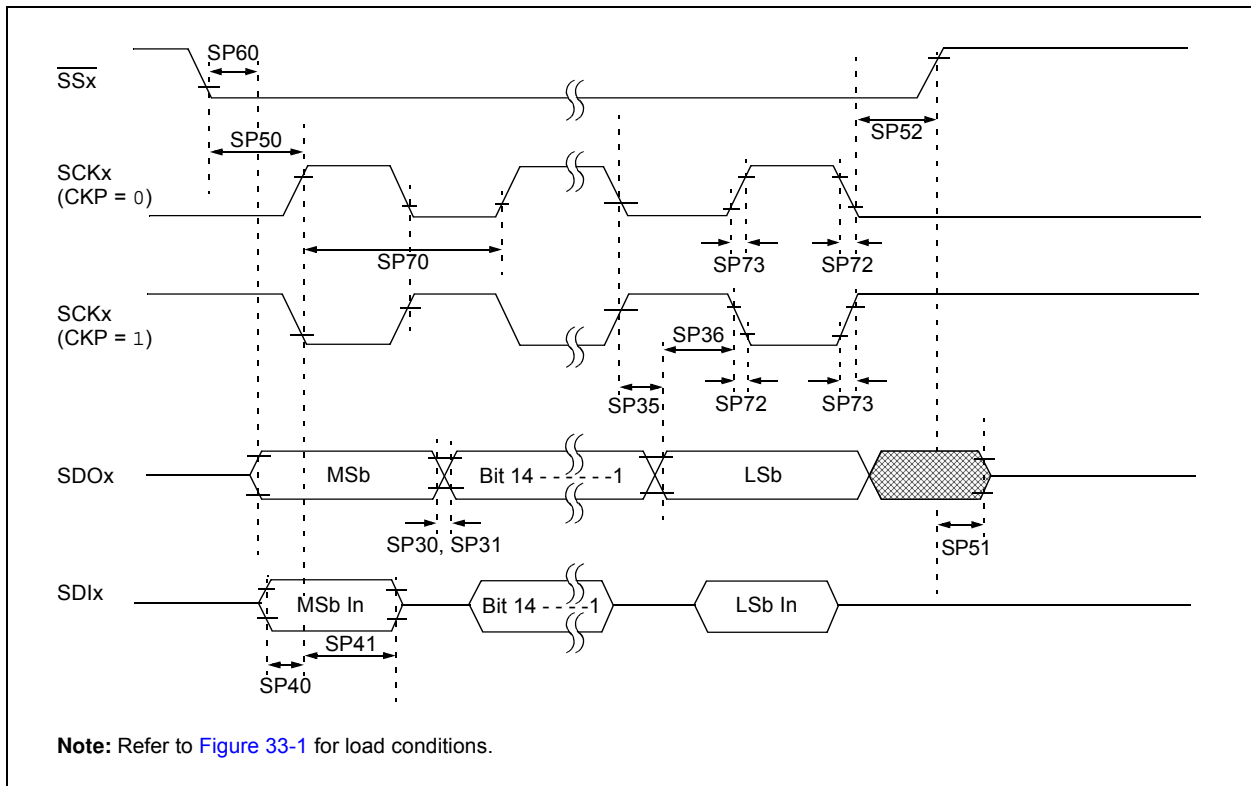 SP60
SSx
SP50
SP52
SCKx
(CKP = 0)
SP70
SP73
SP72
SCKx
(CKP = 1)
SP36
SP35
SP72
SP73
SDOx
MSb
Bit 14 - - - - - -1
LSb
SP30, SP31
SP51
SDIx
MSb In
Bit 14 - - - -1
LSb In
SP41
SP40
Note: Refer to Figure 33-1 for load conditions.